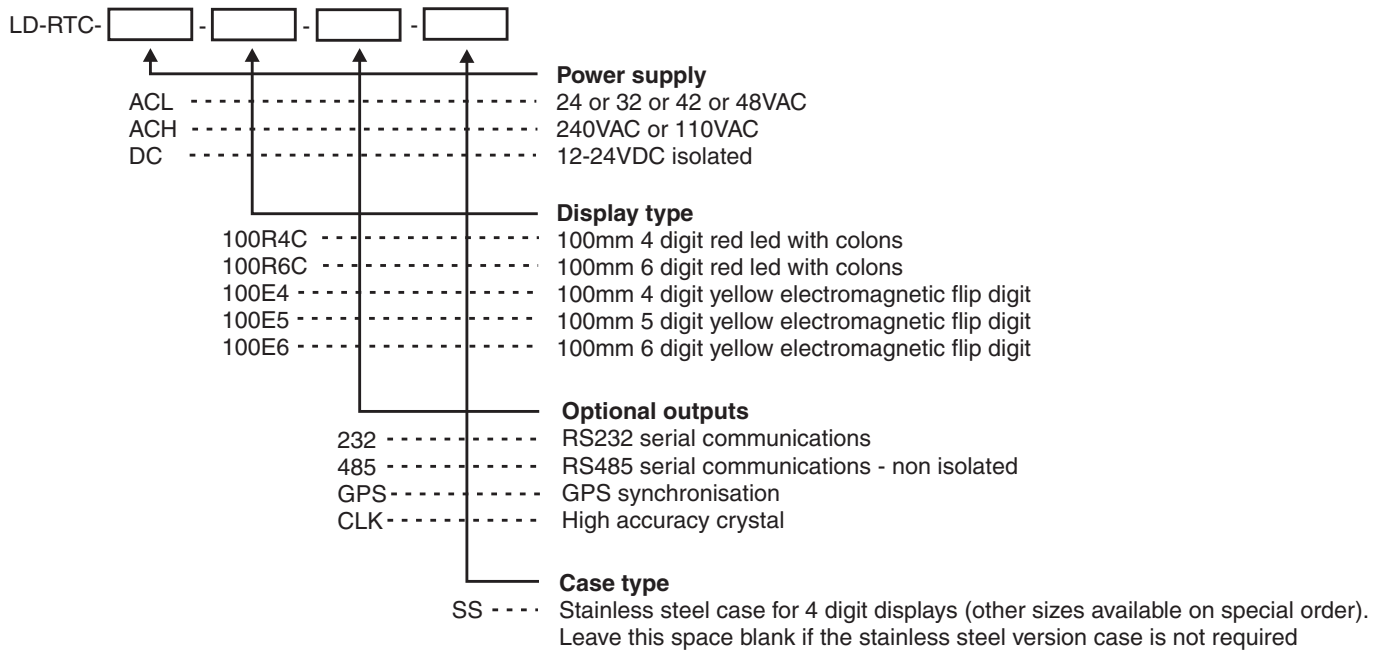 LD-RTC- - - -
Power supply
ACL 24 or 32 or 42 or 48VAC
ACH 240VAC or 110VAC
DC 12-24VDC isolated
Display type
100R4C 100mm 4 digit red led with colons
100R6C 100mm 6 digit red led with colons
100E4 100mm 4 digit yellow electromagnetic flip digit
100E5 100mm 5 digit yellow electromagnetic flip digit
100E6 100mm 6 digit yellow electromagnetic flip digit
Optional outputs
232 RS232 serial communications
485 RS485 serial communications - non isolated
GPS GPS synchronisation
CLK High accuracy crystal
Case type
SS Stainless steel case for 4 digit displays (other sizes available on special order).
Leave this space blank if the stainless steel version case is not required